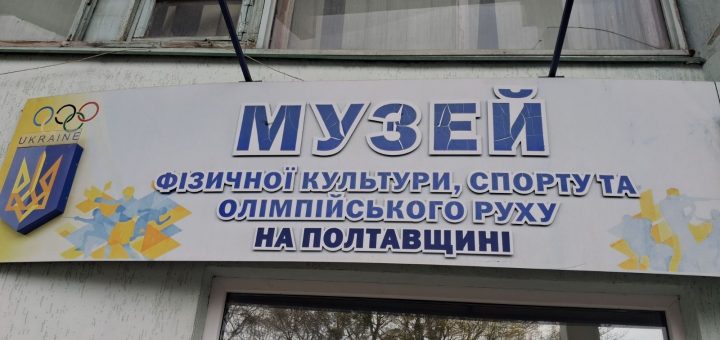 UKRAINE
МУЗЕЙ
ФІЗИЧНОЇ КУЛЬТУРИ, СПОРТУ ТА
ОЛІМПІЙСЬКОГО РУХУ
НА ПОЛТАВЩИНІ